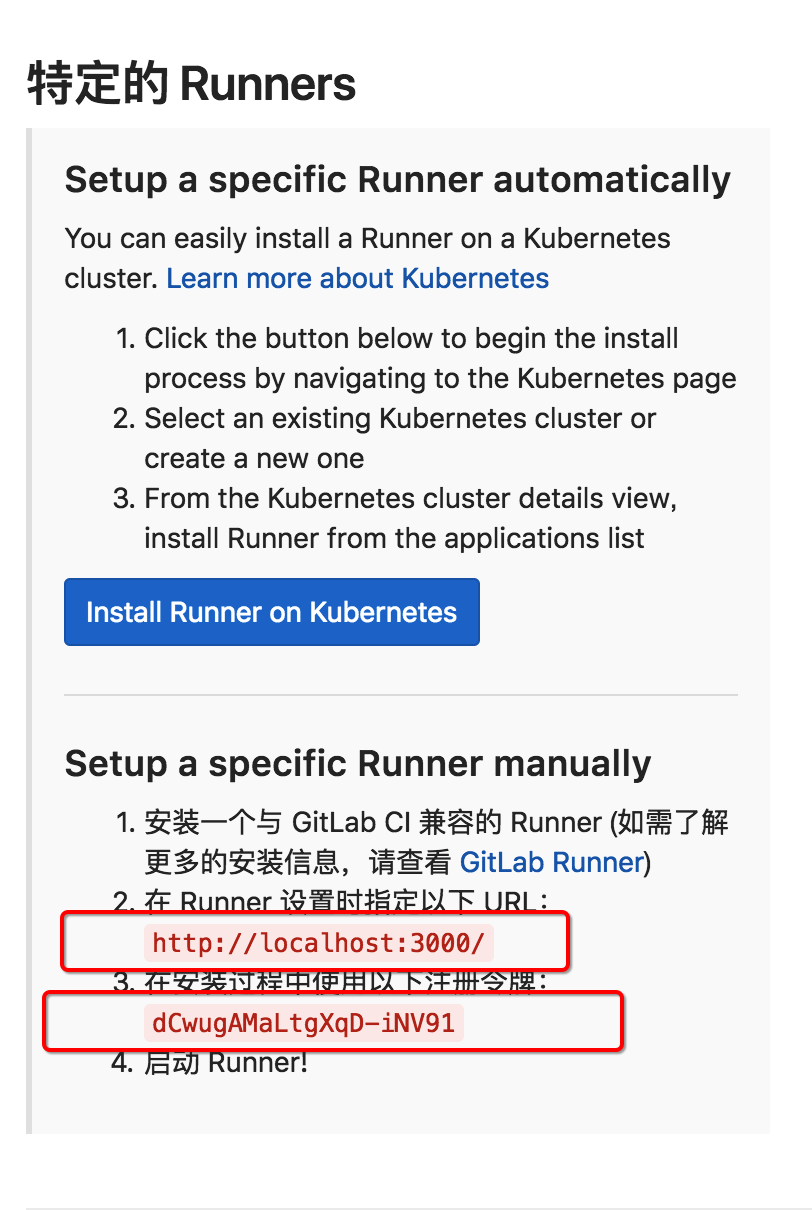 特定的 Runners
Setup a specific Runner automatically
You can easily install a Runner on a Kubernetes
cluster. Learn more about Kubernetes
1. Click the button below to begin the install
process by navigating to the Kubernetes page
2. Select an existing Kubernetes cluster or
create a new one
3. From the Kubernetes cluster details view,
install Runner from the applications list
Install Runner on Kubernetes
Setup a specific Runner manually
1. 安装一个与 GitLab CI 兼容的 Runner (如需了解
更多的安装信息，请查看 GitLab Runner)
2. 在 Runner 设置时指定以下 URL：
http://localhost:3000/
3. 在安装过程中使用以下注册令牌：
dCwugAMaLtgXqD-iNV91
4. 启动 Runner!